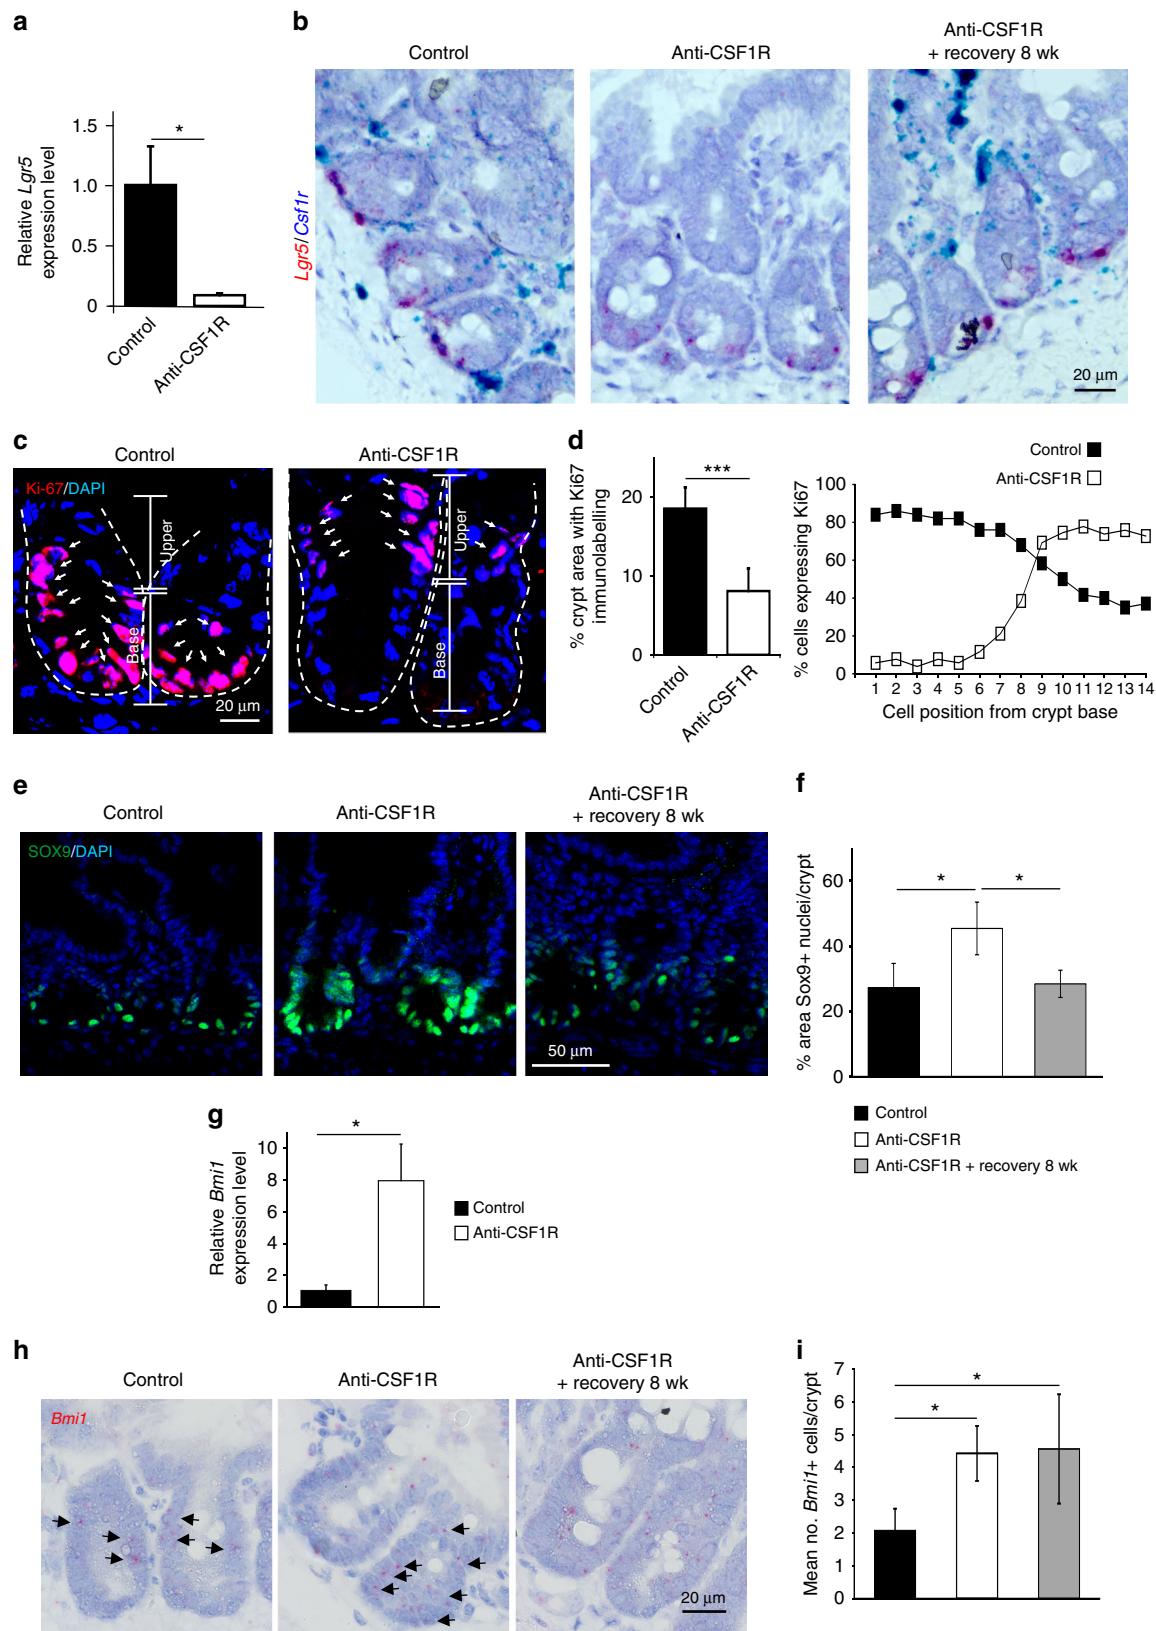 a
Relative Lgr5
expression level
1.5
1.0
0.5
0
*
Control
Anti-CSF1R
b
Control
Anti-CSF1R
Anti-CSF1R
+ recovery 8 wk
Lgr5/Csf1r
20 µm
c
Control
Anti-CSF1R
Ki-67/DAPI
Upper
Base
20 µm
Upper
Base
d
% crypt area with Ki67
immunolabelling
20
10
0
***
Control
Anti-CSF1R
Control
Anti-CSF1R
% cells expressing Ki67
100
80
60
40
20
0
1 2 3 4 5 6 7 8 9 10 11 12 13 14
Cell position from crypt base
e
Control
Anti-CSF1R
Anti-CSF1R
+ recovery 8 wk
SOX9/DAPI
50 µm
f
% area Sox9+ nuclei/crypt
60
40
20
0
*
*
Control
Anti-CSF1R
Anti-CSF1R + recovery 8 wk
g
Relative Bmi1
expression level
10
8
6
4
2
0
*
Control
Anti-CSF1R
h
Control
Anti-CSF1R
Anti-CSF1R
+ recovery 8 wk
Bmi1
20 µm
i
Mean no. Bmi1+ cells/crypt
7
6
5
4
3
2
1
0
*
*